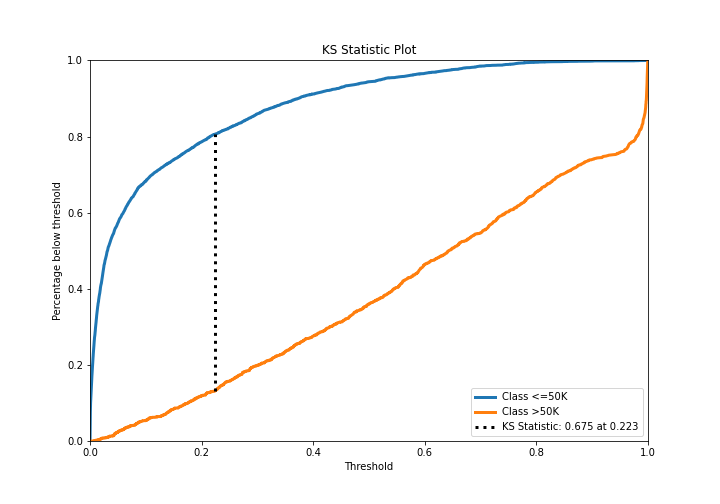 KS Statistic Plot
Percentage below threshold
1.0
0.8
0.6
0.4
0.2
0.0
0.0 0.2 0.4 0.6 0.8 1.0
Threshold
Class <=50K
Class >50K
KS Statistic: 0.675 at 0.223